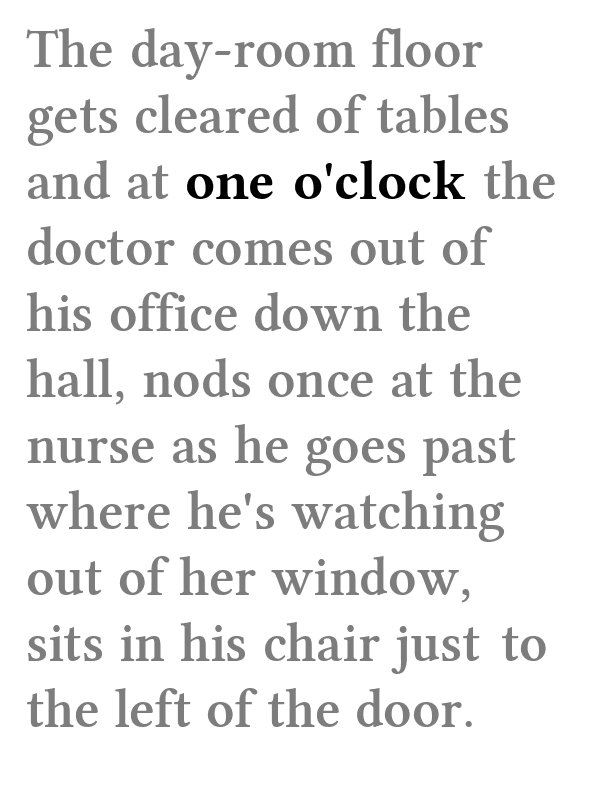 The day-room floor
gets cleared of tables
and at one o'clock the
doctor comes out of
his office down the
hall, nods once at the
nurse as he goes past
where he's watching
out of her window,
sits in his chair just to
the left of the door.